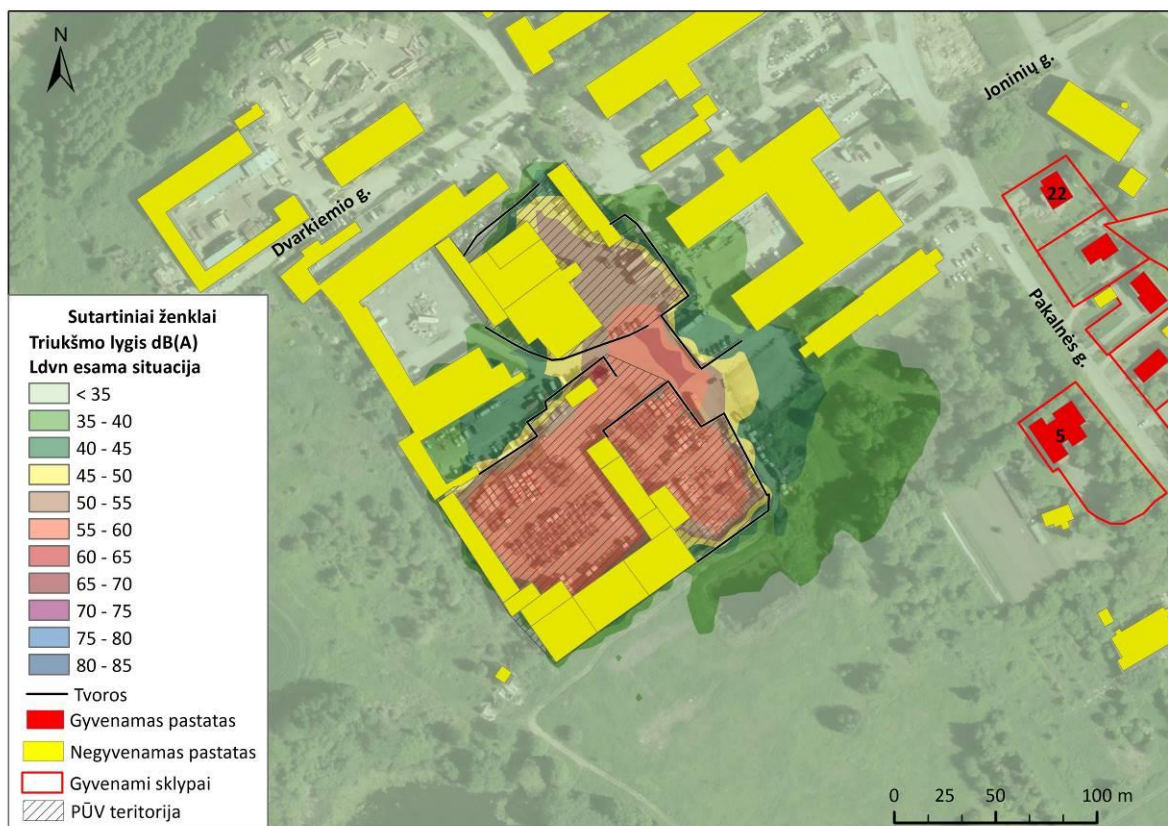 N
Joninių g.
22
Dvarkiemio g.
Pakalnės g.
5
Sutartiniai ženklai
Triukšmo lygis dB(A)
Ldvn esama situacija
< 35
35 - 40
40 - 45
45 - 50
50 - 55
55 - 60
60 - 65
65 - 70
70 - 75
75 - 80
80 - 85
Tvoros
Gyvenamas pastatas
Negyvenamas pastatas
Gyvenami sklypai
PŪV teritorija
0 25 50 100 m